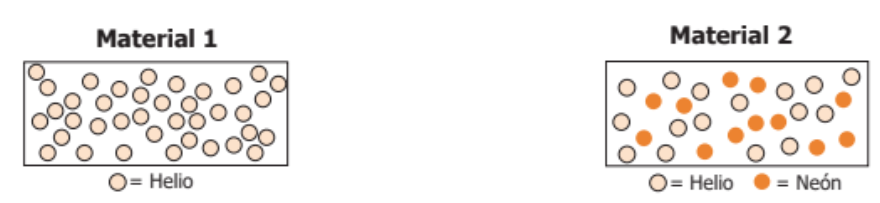 Material 1
= Helio
Material 2
= Helio = Neón